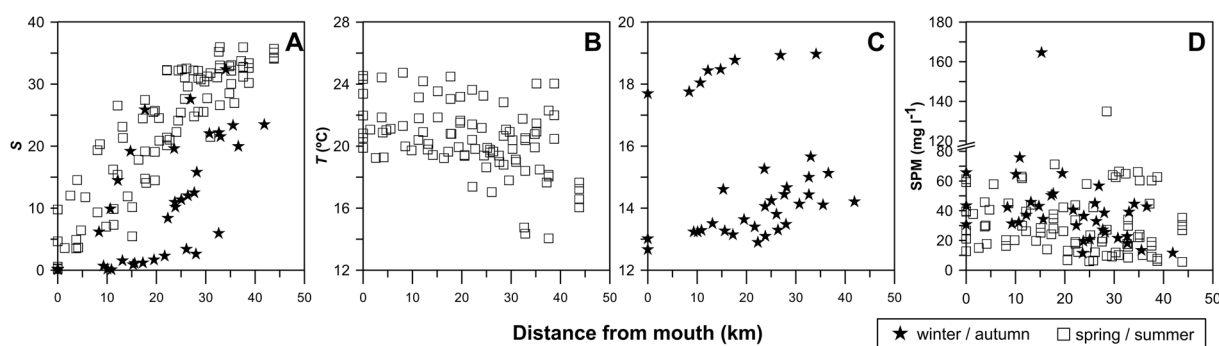 A
B
C
D
S
40
30
20
10
0
0 10 20 30 40 50
T (ºC)
28
24
20
16
12
0 10 20 30 40 50
20
18
16
14
12
0 10 20 30 40 50
SPM (mg l⁻¹)
180
160
140
120
80
60
40
20
0
0 10 20 30 40 50
Distance from mouth (km)
winter / autumn
spring / summer